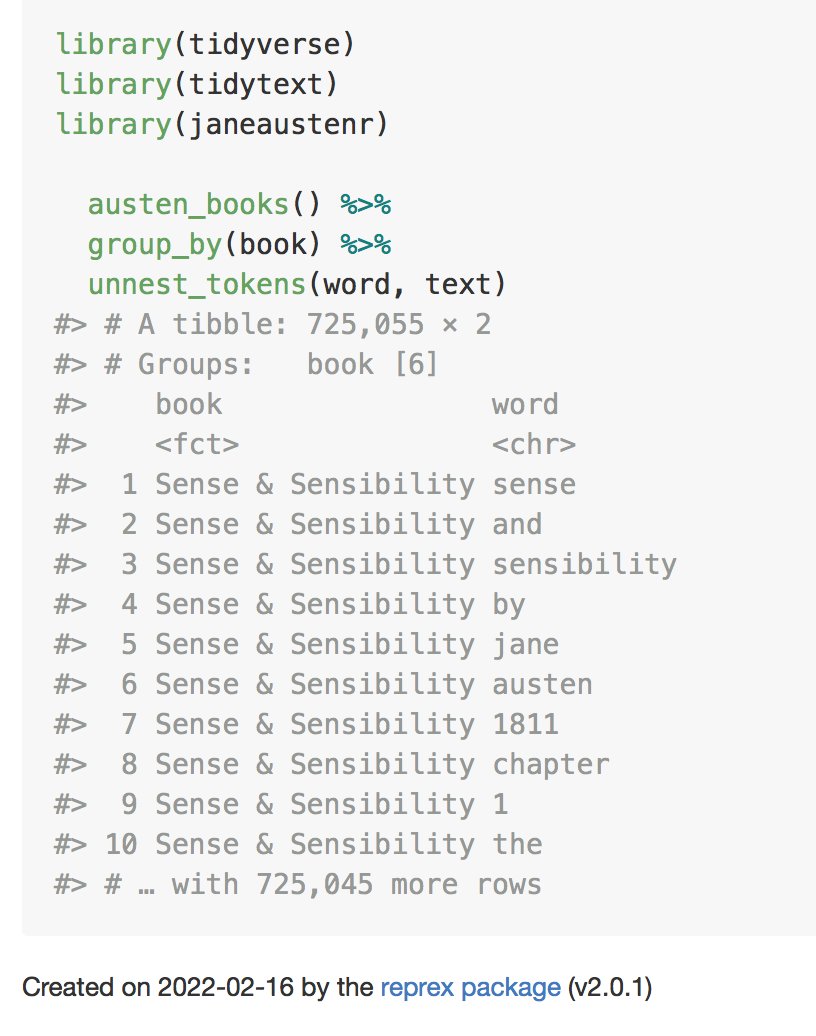 library(tidyverse)
library(tidytext)
library(janeaustenr)

  austen_books() %>%
  group_by(book) %>%
  unnest_tokens(word, text)
#> # A tibble: 725,055 × 2
#> # Groups:   book [6]
#>    book                word
#>    <fct>               <chr>
#>  1 Sense & Sensibility sense
#>  2 Sense & Sensibility and
#>  3 Sense & Sensibility sensibility
#>  4 Sense & Sensibility by
#>  5 Sense & Sensibility jane
#>  6 Sense & Sensibility austen
#>  7 Sense & Sensibility 1811
#>  8 Sense & Sensibility chapter
#>  9 Sense & Sensibility 1
#> 10 Sense & Sensibility the
#> # … with 725,045 more rows
Created on 2022-02-16 by the reprex package (v2.0.1)